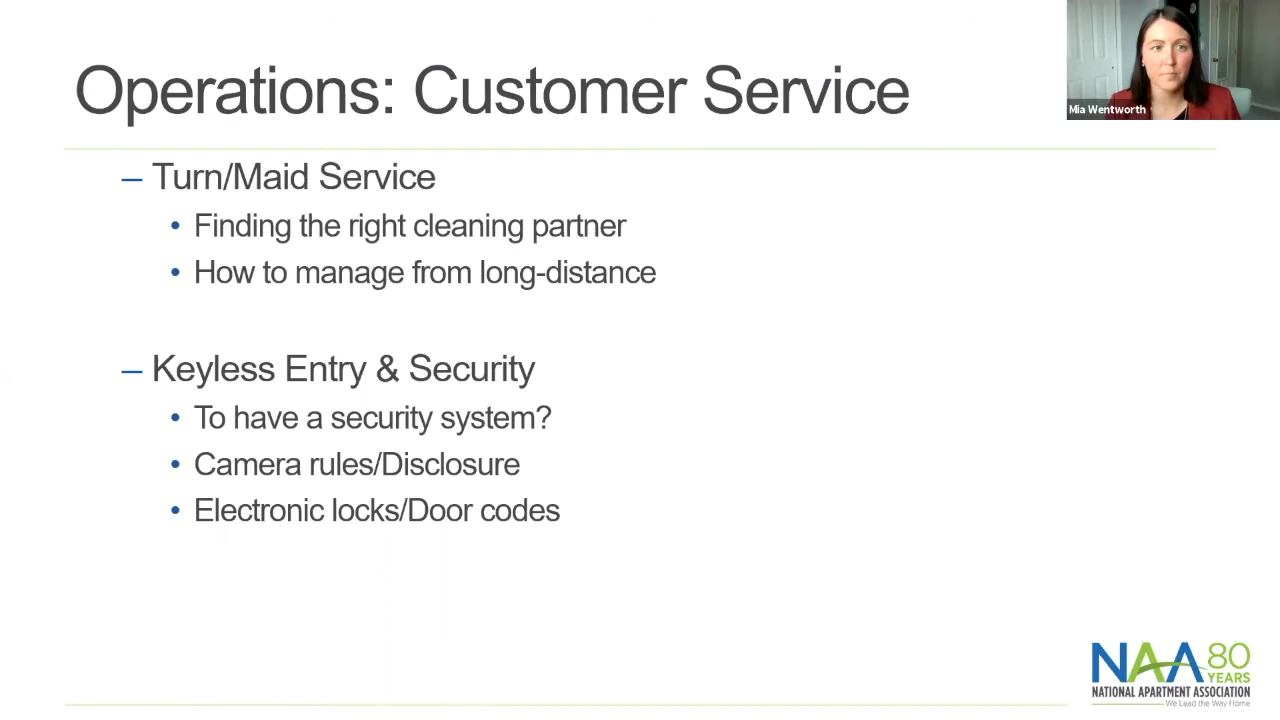 Operations: Customer Service
Mia Wentworth
– Turn/Maid Service
• Finding the right cleaning partner
• How to manage from long-distance
– Keyless Entry & Security
• To have a security system?
• Camera rules/Disclosure
• Electronic locks/Door codes
NAA 80
YEARS
NATIONAL APARTMENT ASSOCIATION
We Lead the Way Home